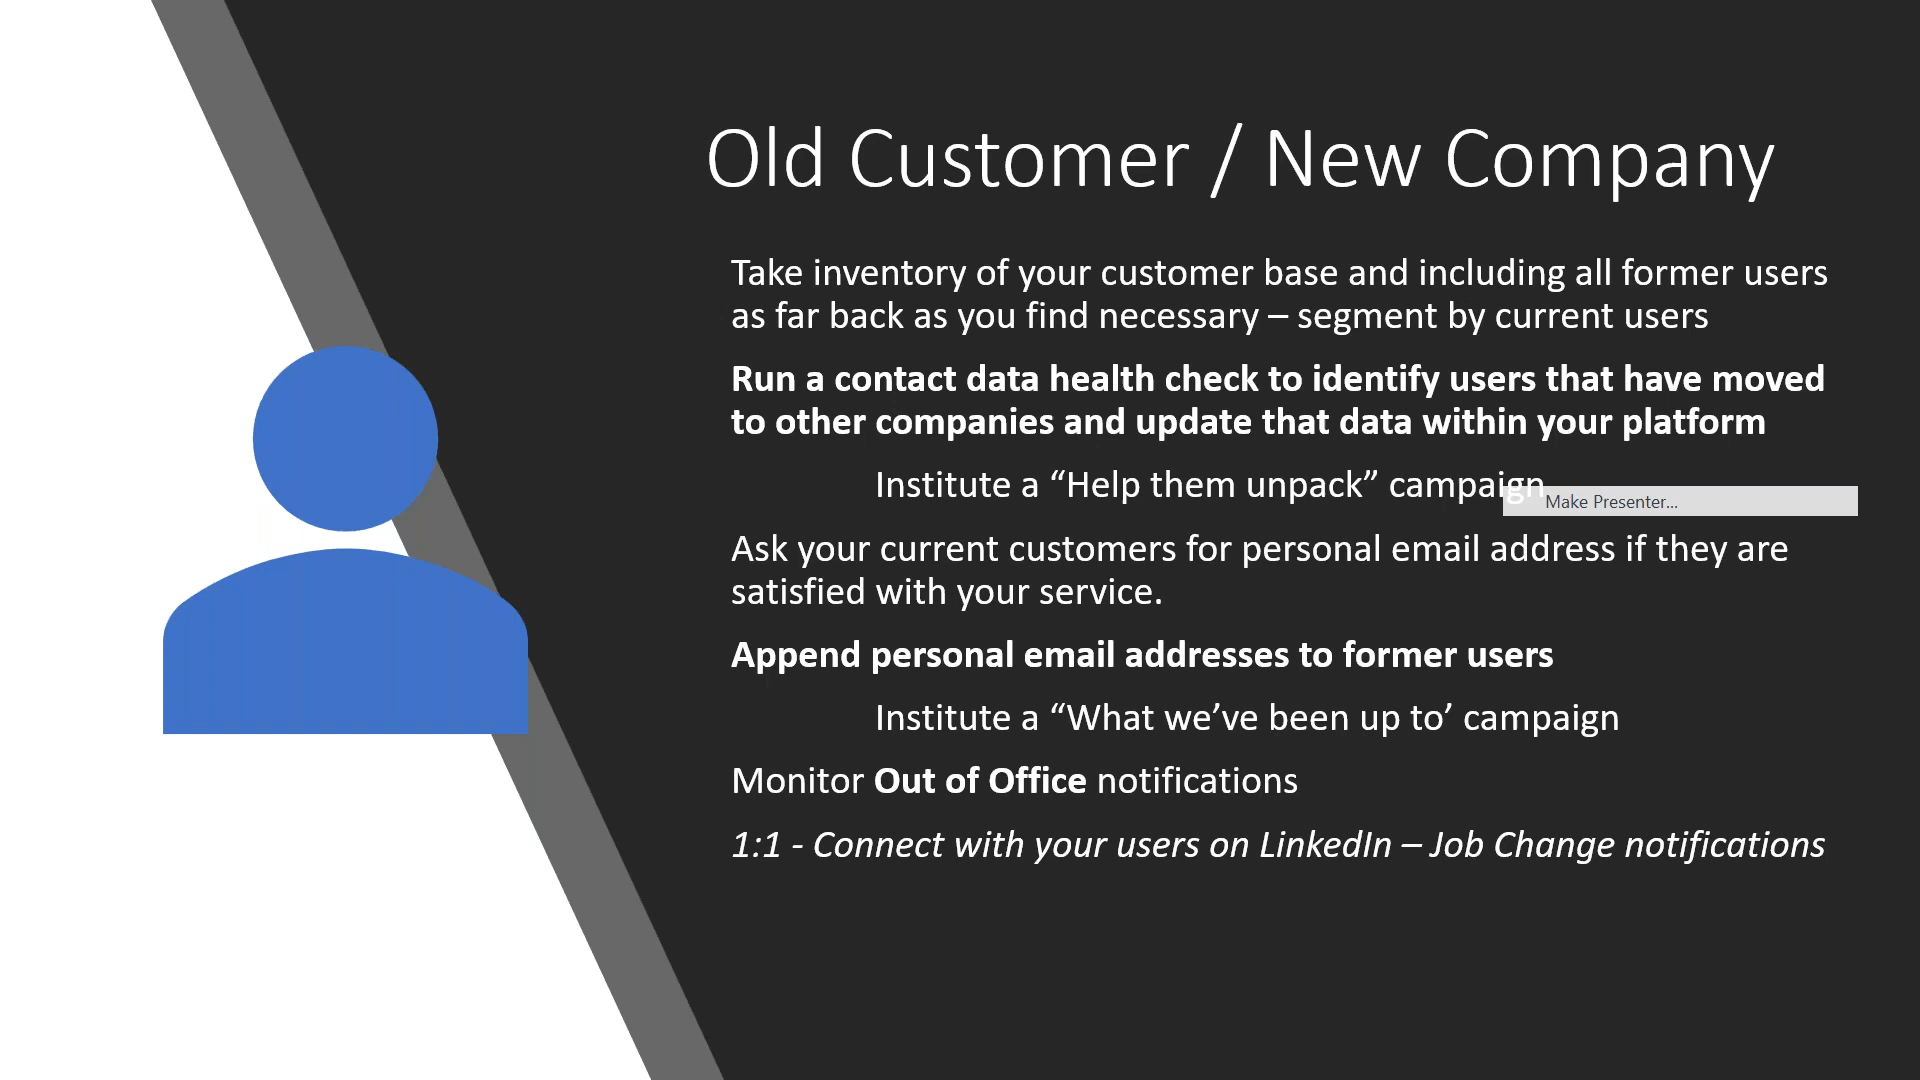 Old Customer / New Company
Take inventory of your customer base and including all former users
as far back as you find necessary – segment by current users
Run a contact data health check to identify users that have moved
to other companies and update that data within your platform
Institute a “Help them unpack” campaign
Make Presenter...
Ask your current customers for personal email address if they are
satisfied with your service.
Append personal email addresses to former users
Institute a “What we’ve been up to’ campaign
Monitor Out of Office notifications
1:1 - Connect with your users on LinkedIn – Job Change notifications